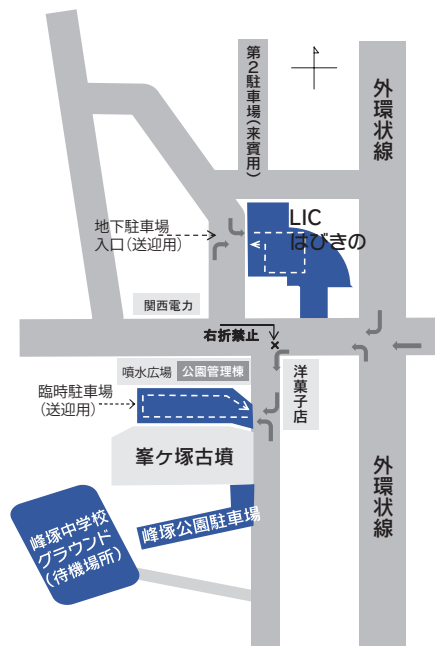 第2駐車場(来賓用)
外環状線
LIC
はびきの
地下駐車場
入口(送迎用)
関西電力
右折禁止
噴水広場
公園管理棟
洋菓子店
臨時駐車場
(送迎用)
峯ケ塚古墳
外環状線
峰塚公園駐車場
峰塚中学校
グラウンド
(待機場所)